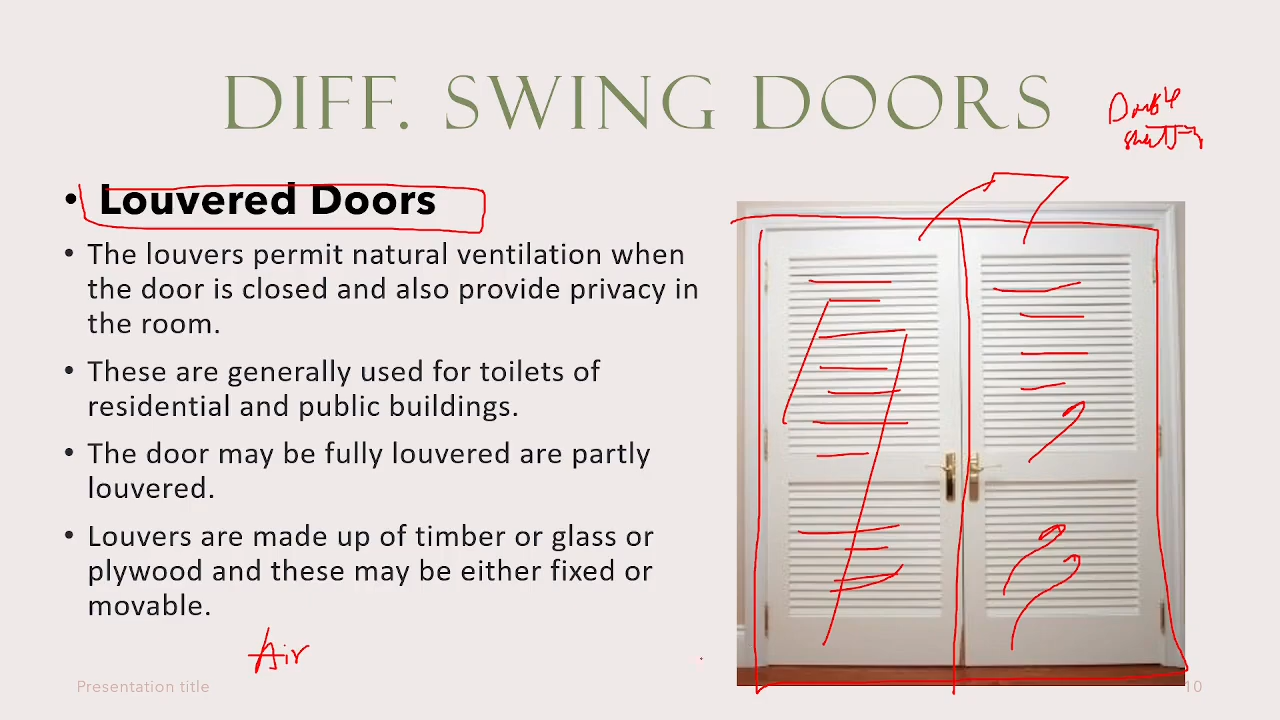 DIFF. SWING DOORS
• Louvered Doors
• The louvers permit natural ventilation when
the door is closed and also provide privacy in
the room.
• These are generally used for toilets of
residential and public buildings.
• The door may be fully louvered are partly
louvered.
• Louvers are made up of timber or glass or
plywood and these may be either fixed or
movable.
Air
Presentation title
10